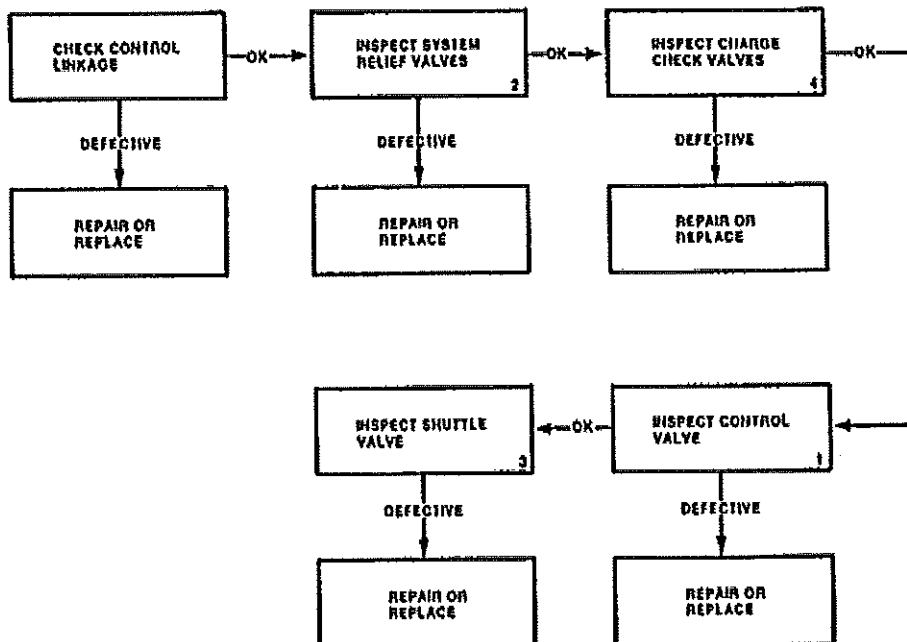 CHECK CONTROL
LINKAGE
OK
INSPECT SYSTEM
RELIEF VALVES
2
OK
INSPECT CHARGE
CHECK VALVES
4
OK
DEFECTIVE
DEFECTIVE
DEFECTIVE
REPAIR OR
REPLACE
REPAIR OR
REPLACE
REPAIR OR
REPLACE
INSPECT SHUTTLE
VALVE
3
OK
INSPECT CONTROL
VALVE
1
DEFECTIVE
DEFECTIVE
REPAIR OR
REPLACE
REPAIR OR
REPLACE